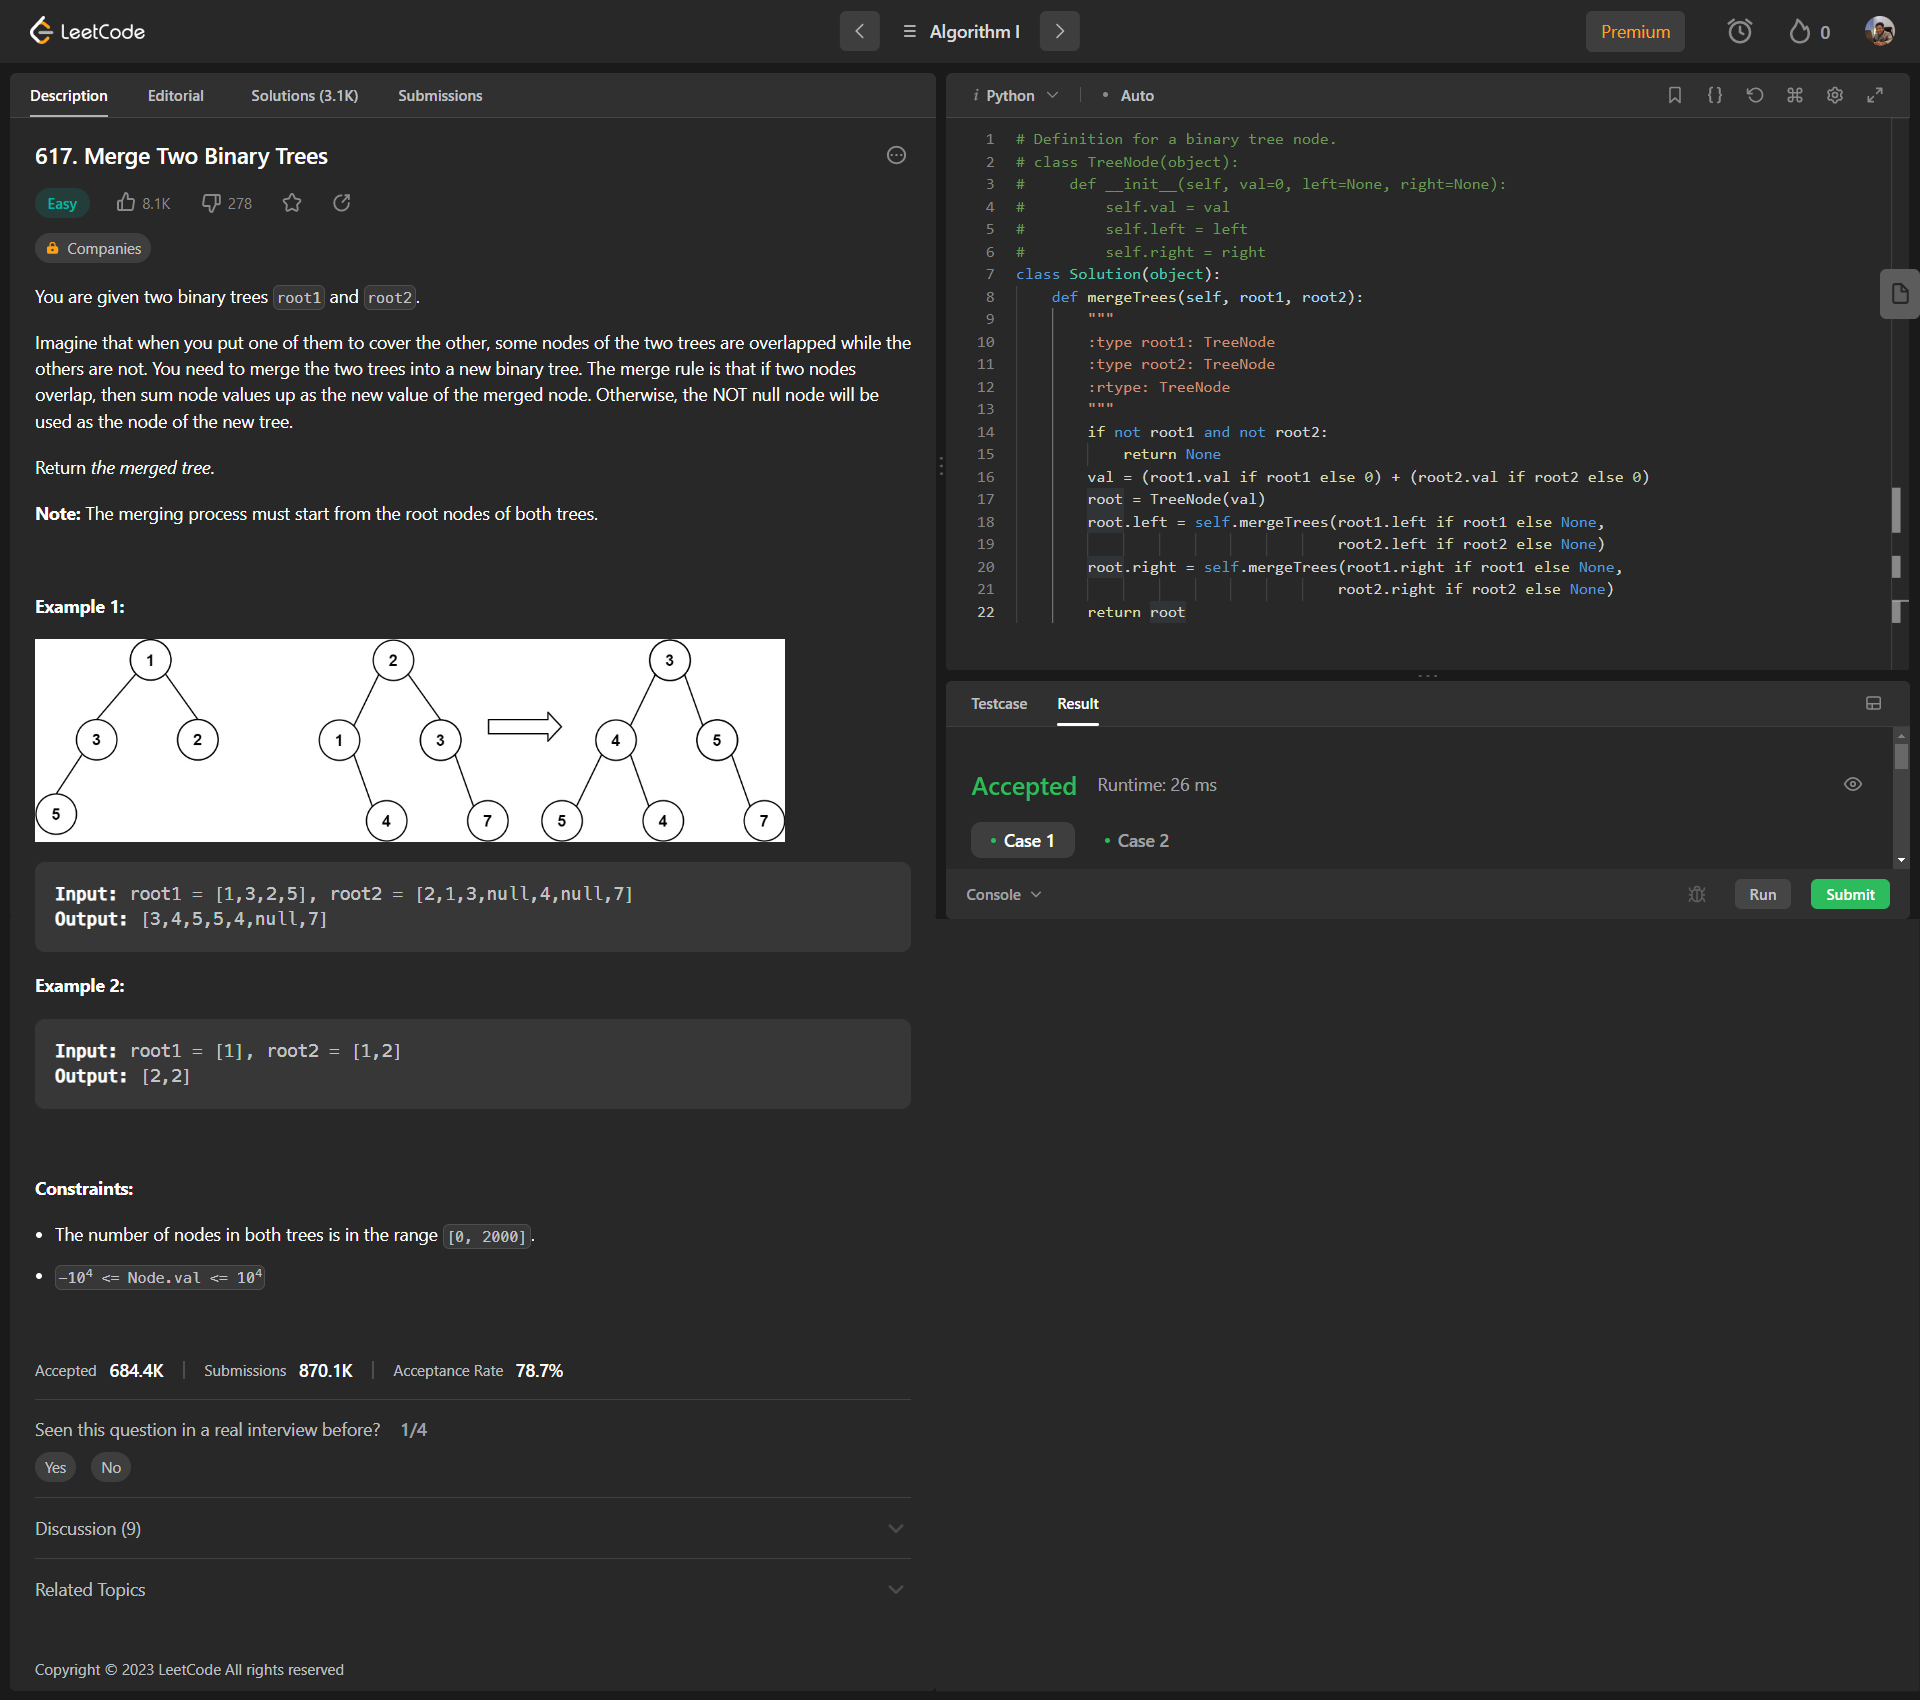 LeetCode
Algorithm I
Premium
0
Description
Editorial
Solutions (3.1K)
Submissions
617. Merge Two Binary Trees
Easy
8.1K
278
Companies
You are given two binary trees root1 and root2.
Imagine that when you put one of them to cover the other, some nodes of the two trees are overlapped while the
others are not. You need to merge the two trees into a new binary tree. The merge rule is that if two nodes
overlap, then sum node values up as the new value of the merged node. Otherwise, the NOT null node will be
used as the node of the new tree.
Return the merged tree.
Note: The merging process must start from the root nodes of both trees.
Example 1:
1 2 3
3 2 1 3 4 5
5 4 7 5 4 7
Input: root1 = [1,3,2,5], root2 = [2,1,3,null,4,null,7]
Output: [3,4,5,5,4,null,7]
Example 2:
Input: root1 = [1], root2 = [1,2]
Output: [2,2]
Constraints:
• The number of nodes in both trees is in the range [0, 2000].
• -10⁴ <= Node.val <= 10⁴
Accepted 684.4K | Submissions 870.1K | Acceptance Rate 78.7%
Seen this question in a real interview before? 1/4
Yes No
Discussion (9)
Related Topics
Copyright © 2023 LeetCode All rights reserved
i Python
• Auto
1 # Definition for a binary tree node.
2 # class TreeNode(object):
3 #     def __init__(self, val=0, left=None, right=None):
4 #         self.val = val
5 #         self.left = left
6 #         self.right = right
7 class Solution(object):
8     def mergeTrees(self, root1, root2):
9         """
10         :type root1: TreeNode
11         :type root2: TreeNode
12         :rtype: TreeNode
13         """
14         if not root1 and not root2:
15             return None
16         val = (root1.val if root1 else 0) + (root2.val if root2 else 0)
17         root = TreeNode(val)
18         root.left = self.mergeTrees(root1.left if root1 else None,
19                                     root2.left if root2 else None)
20         root.right = self.mergeTrees(root1.right if root1 else None,
21                                     root2.right if root2 else None)
22         return root
Testcase
Result
Accepted
Runtime: 26 ms
• Case 1
• Case 2
Console
Run
Submit